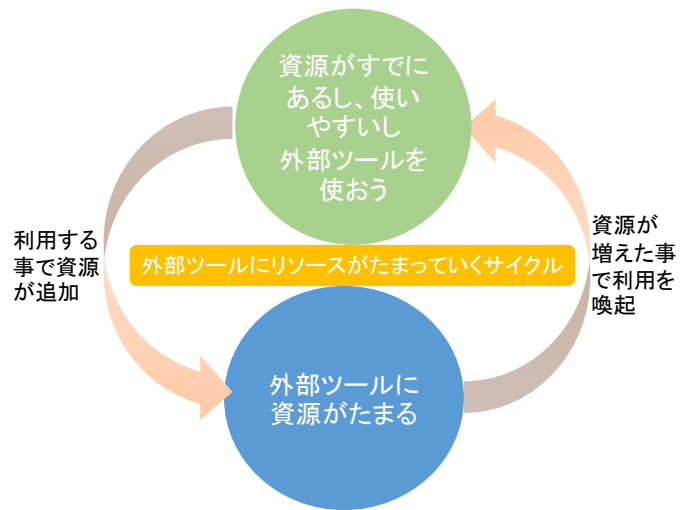 資源がすでに
あるし、使い
やすいし
外部ツールを
使おう
利用する
事で資源
が追加
外部ツールにリソースがたまっていくサイクル
資源が
増えた事
で利用を
喚起
外部ツールに
資源がたまる